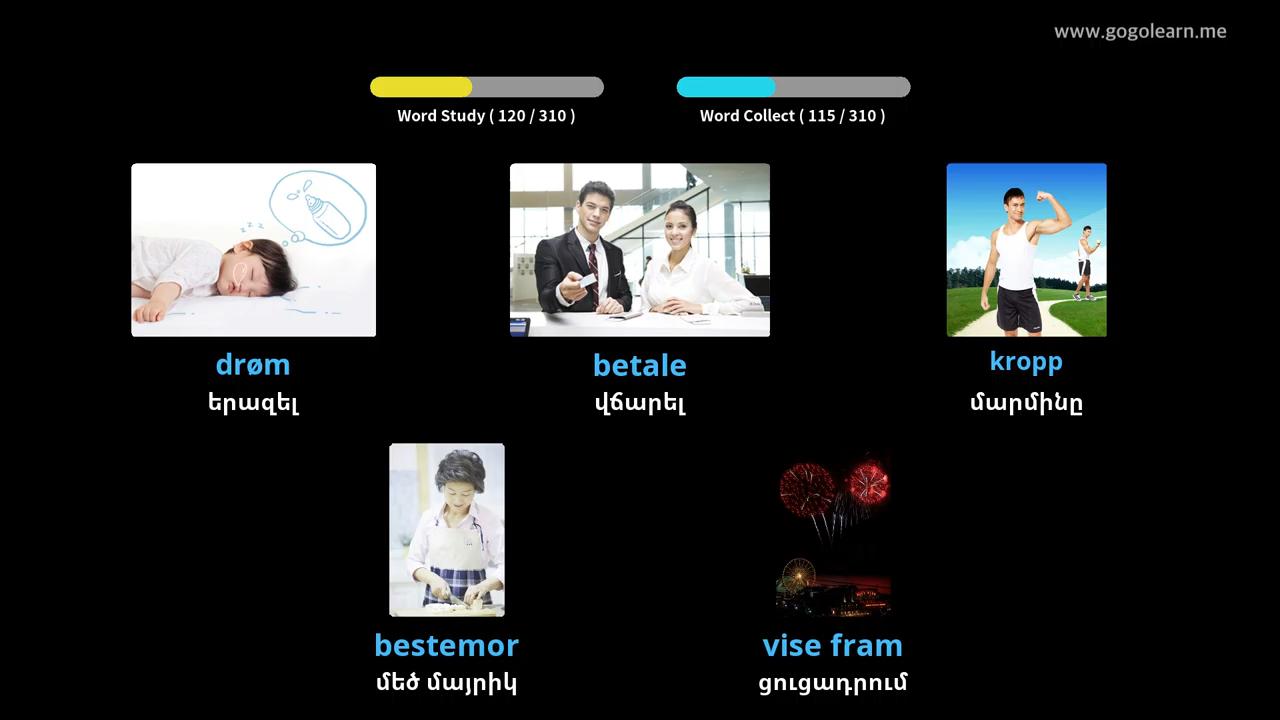 www.gogolearn.me
Word Study ( 120 / 310 )
Word Collect ( 115 / 310 )
drøm
երազել
betale
վճարել
kropp
մարմինը
bestemor
մեծ մայրիկ
vise fram
ցուցադրում